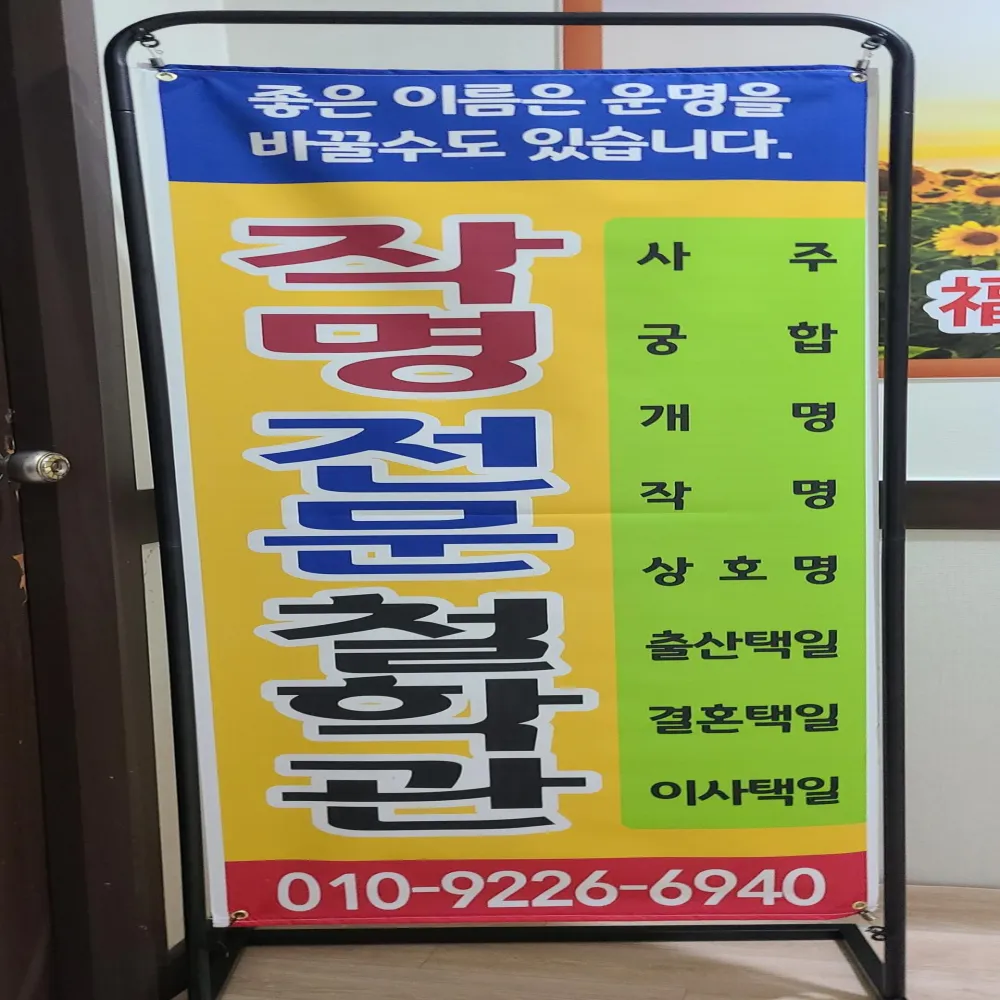 좋은 이름은 운명을
바꿀수도 있습니다.
작명
전문
철학관
사주
궁합
개명
작명
상호명
출산택일
결혼택일
이사택일
010-9226-6940
福